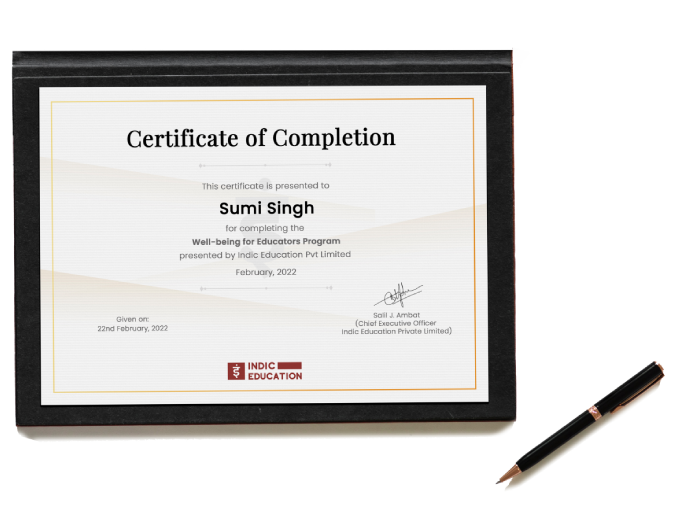 Certificate of Completion
This certificate is presented to
Sumi Singh
for completing the
Well-being for Educators Program
presented by Indic Education Pvt Limited
February, 2022
Given on:
22nd February, 2022
Salil J. Ambat
(Chief Executive Officer
Indic Education Private Limited)
INDIC
EDUCATION